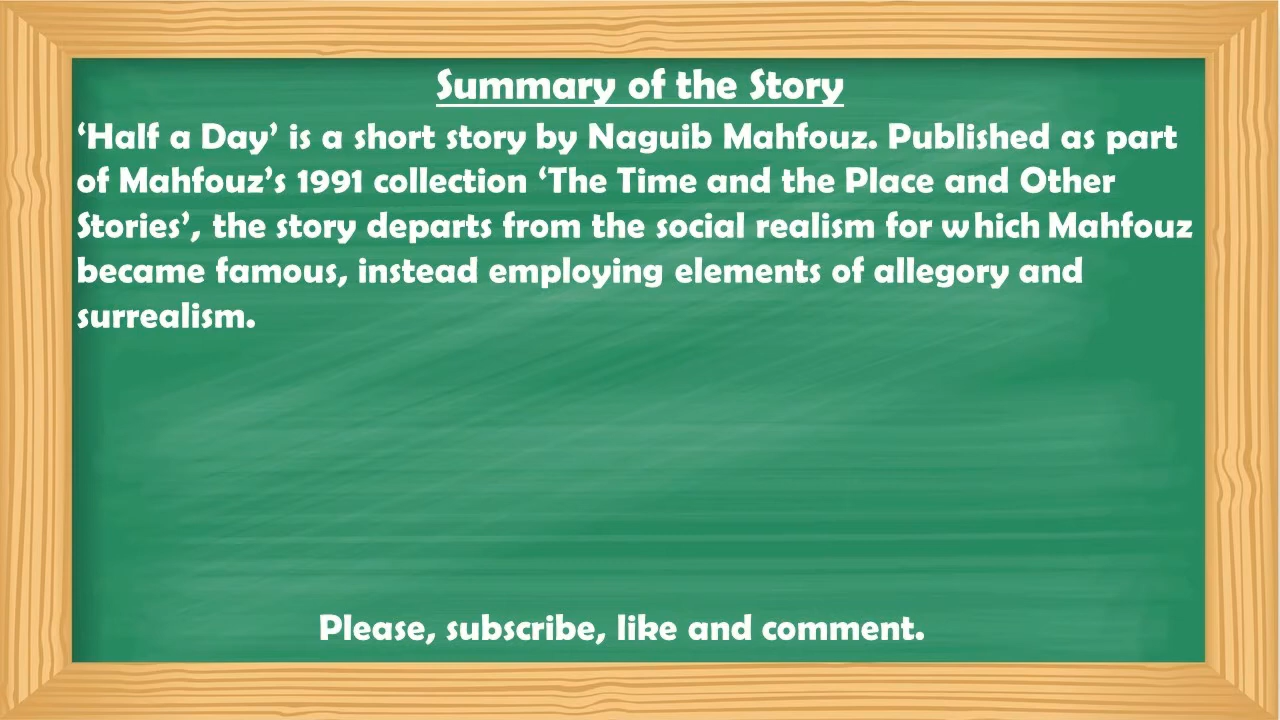 Summary of the Story
‘Half a Day’ is a short story by Naguib Mahfouz. Published as part
of Mahfouz’s 1991 collection ‘The Time and the Place and Other
Stories’, the story departs from the social realism for which Mahfouz
became famous, instead employing elements of allegory and
surrealism.
Please, subscribe, like and comment.